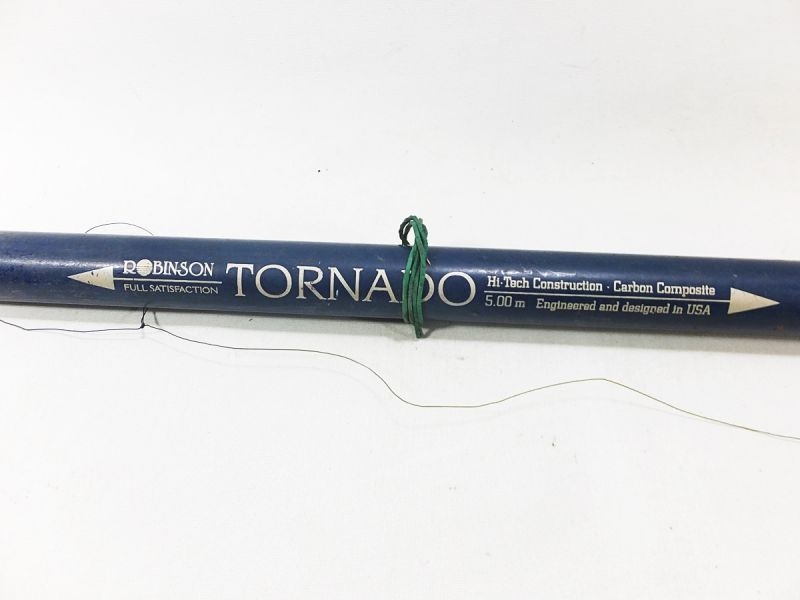 ROBINSON
FULL SATISFACTION
TORNADO
Hi-Tech Construction · Carbon Composite
5.00 m Engineered and designed in USA